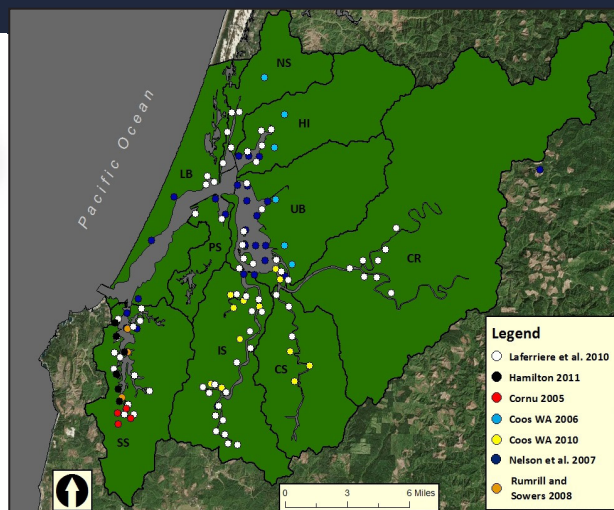 Pacific Ocean
NS
HI
LB
UB
PS
CR
IS
CS
SS
Legend
Laferriere et al. 2010
Hamilton 2011
Cornu 2005
Coos WA 2006
Coos WA 2010
Nelson et al. 2007
Rumrill and
Sowers 2008
0 3 6 Miles